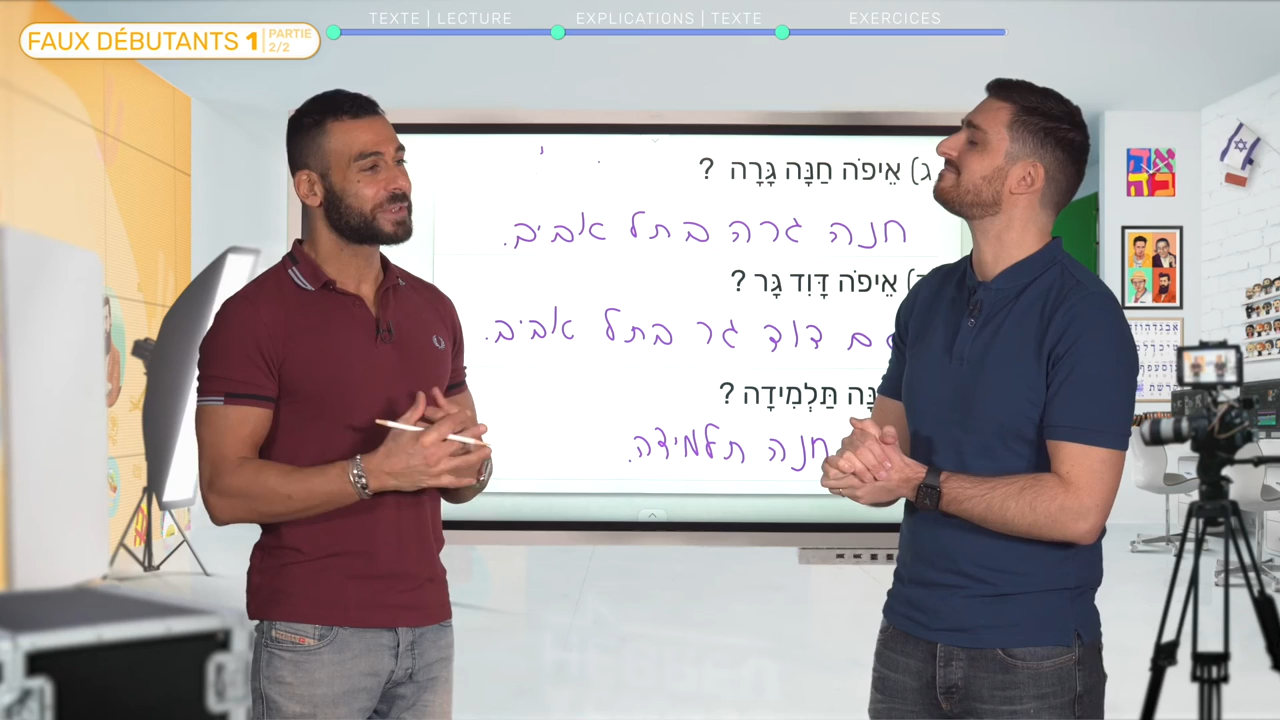 TEXTE | LECTURE
EXPLICATIONS | TEXTE
EXERCICES
FAUX DÉBUTANTS 1 PARTIE
2/2
ג) אֵיפֹה חַנָּה גָּרָה ?
חנה גרה בתל אביב.
אֵיפֹה דָּוִד גָּר ?
דוד גר בתל אביב.
תַּלְמִידָה ?
חנה תלמידה.